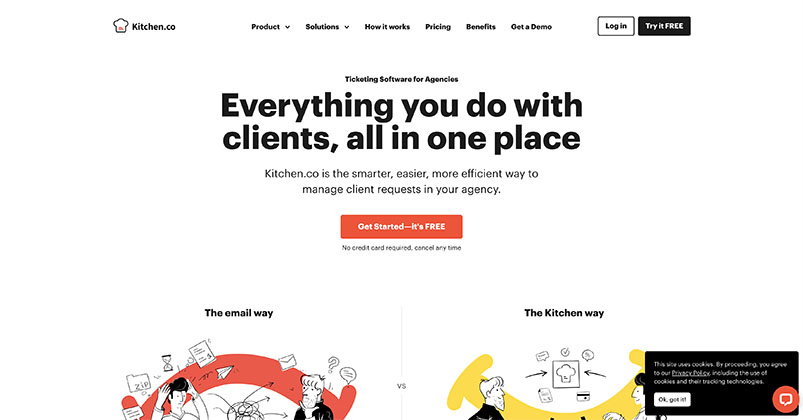 Kitchen.co
Product Solutions How it works Pricing Benefits Get a Demo
Log in Try it FREE
Ticketing Software for Agencies
Everything you do with
clients, all in one place
Kitchen.co is the smarter, easier, more efficient way to
manage client requests in your agency.
Get Started—it's FREE
No credit card required, cancel any time
The email way
The Kitchen way
ZIP
VS
This site uses cookies. By proceeding, you agree
to our Privacy Policy, including the use of
cookies and their tracking technologies.
Ok, got it!